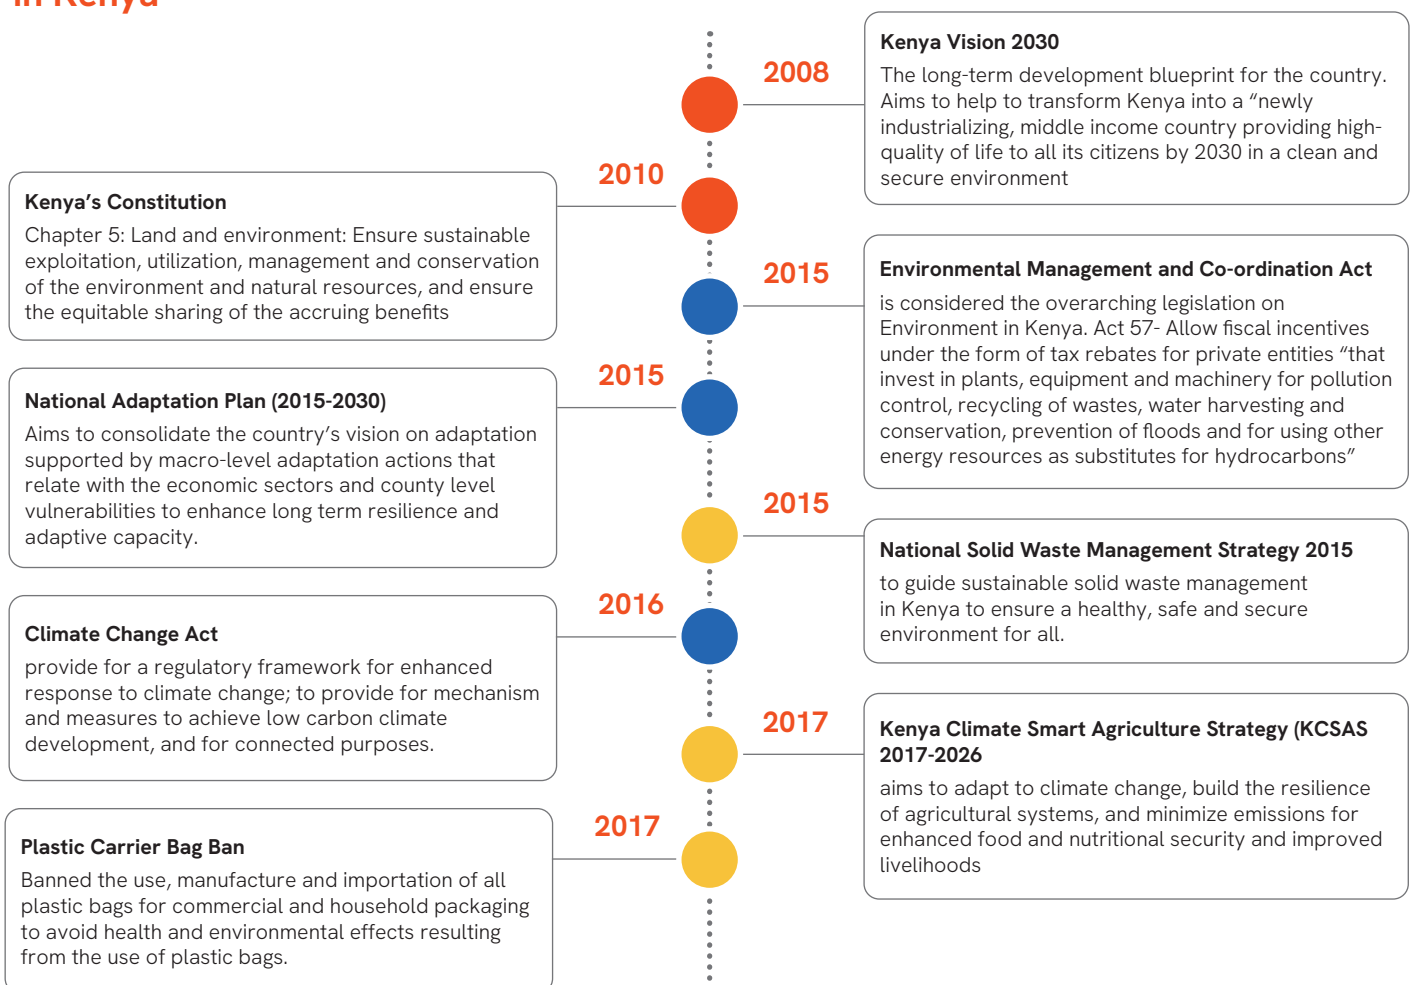 in Kenya
2008
Kenya Vision 2030
The long-term development blueprint for the country.
Aims to help to transform Kenya into a “newly
industrializing, middle income country providing high-
quality of life to all its citizens by 2030 in a clean and
secure environment
2010
Kenya’s Constitution
Chapter 5: Land and environment: Ensure sustainable
exploitation, utilization, management and conservation
of the environment and natural resources, and ensure
the equitable sharing of the accruing benefits
2015
Environmental Management and Co-ordination Act
is considered the overarching legislation on
Environment in Kenya. Act 57- Allow fiscal incentives
under the form of tax rebates for private entities “that
invest in plants, equipment and machinery for pollution
control, recycling of wastes, water harvesting and
conservation, prevention of floods and for using other
energy resources as substitutes for hydrocarbons”
2015
National Adaptation Plan (2015-2030)
Aims to consolidate the country’s vision on adaptation
supported by macro-level adaptation actions that
relate with the economic sectors and county level
vulnerabilities to enhance long term resilience and
adaptive capacity.
2015
National Solid Waste Management Strategy 2015
to guide sustainable solid waste management
in Kenya to ensure a healthy, safe and secure
environment for all.
2016
Climate Change Act
provide for a regulatory framework for enhanced
response to climate change; to provide for mechanism
and measures to achieve low carbon climate
development, and for connected purposes.
2017
Kenya Climate Smart Agriculture Strategy (KCSAS
2017-2026
aims to adapt to climate change, build the resilience
of agricultural systems, and minimize emissions for
enhanced food and nutritional security and improved
livelihoods
2017
Plastic Carrier Bag Ban
Banned the use, manufacture and importation of all
plastic bags for commercial and household packaging
to avoid health and environmental effects resulting
from the use of plastic bags.